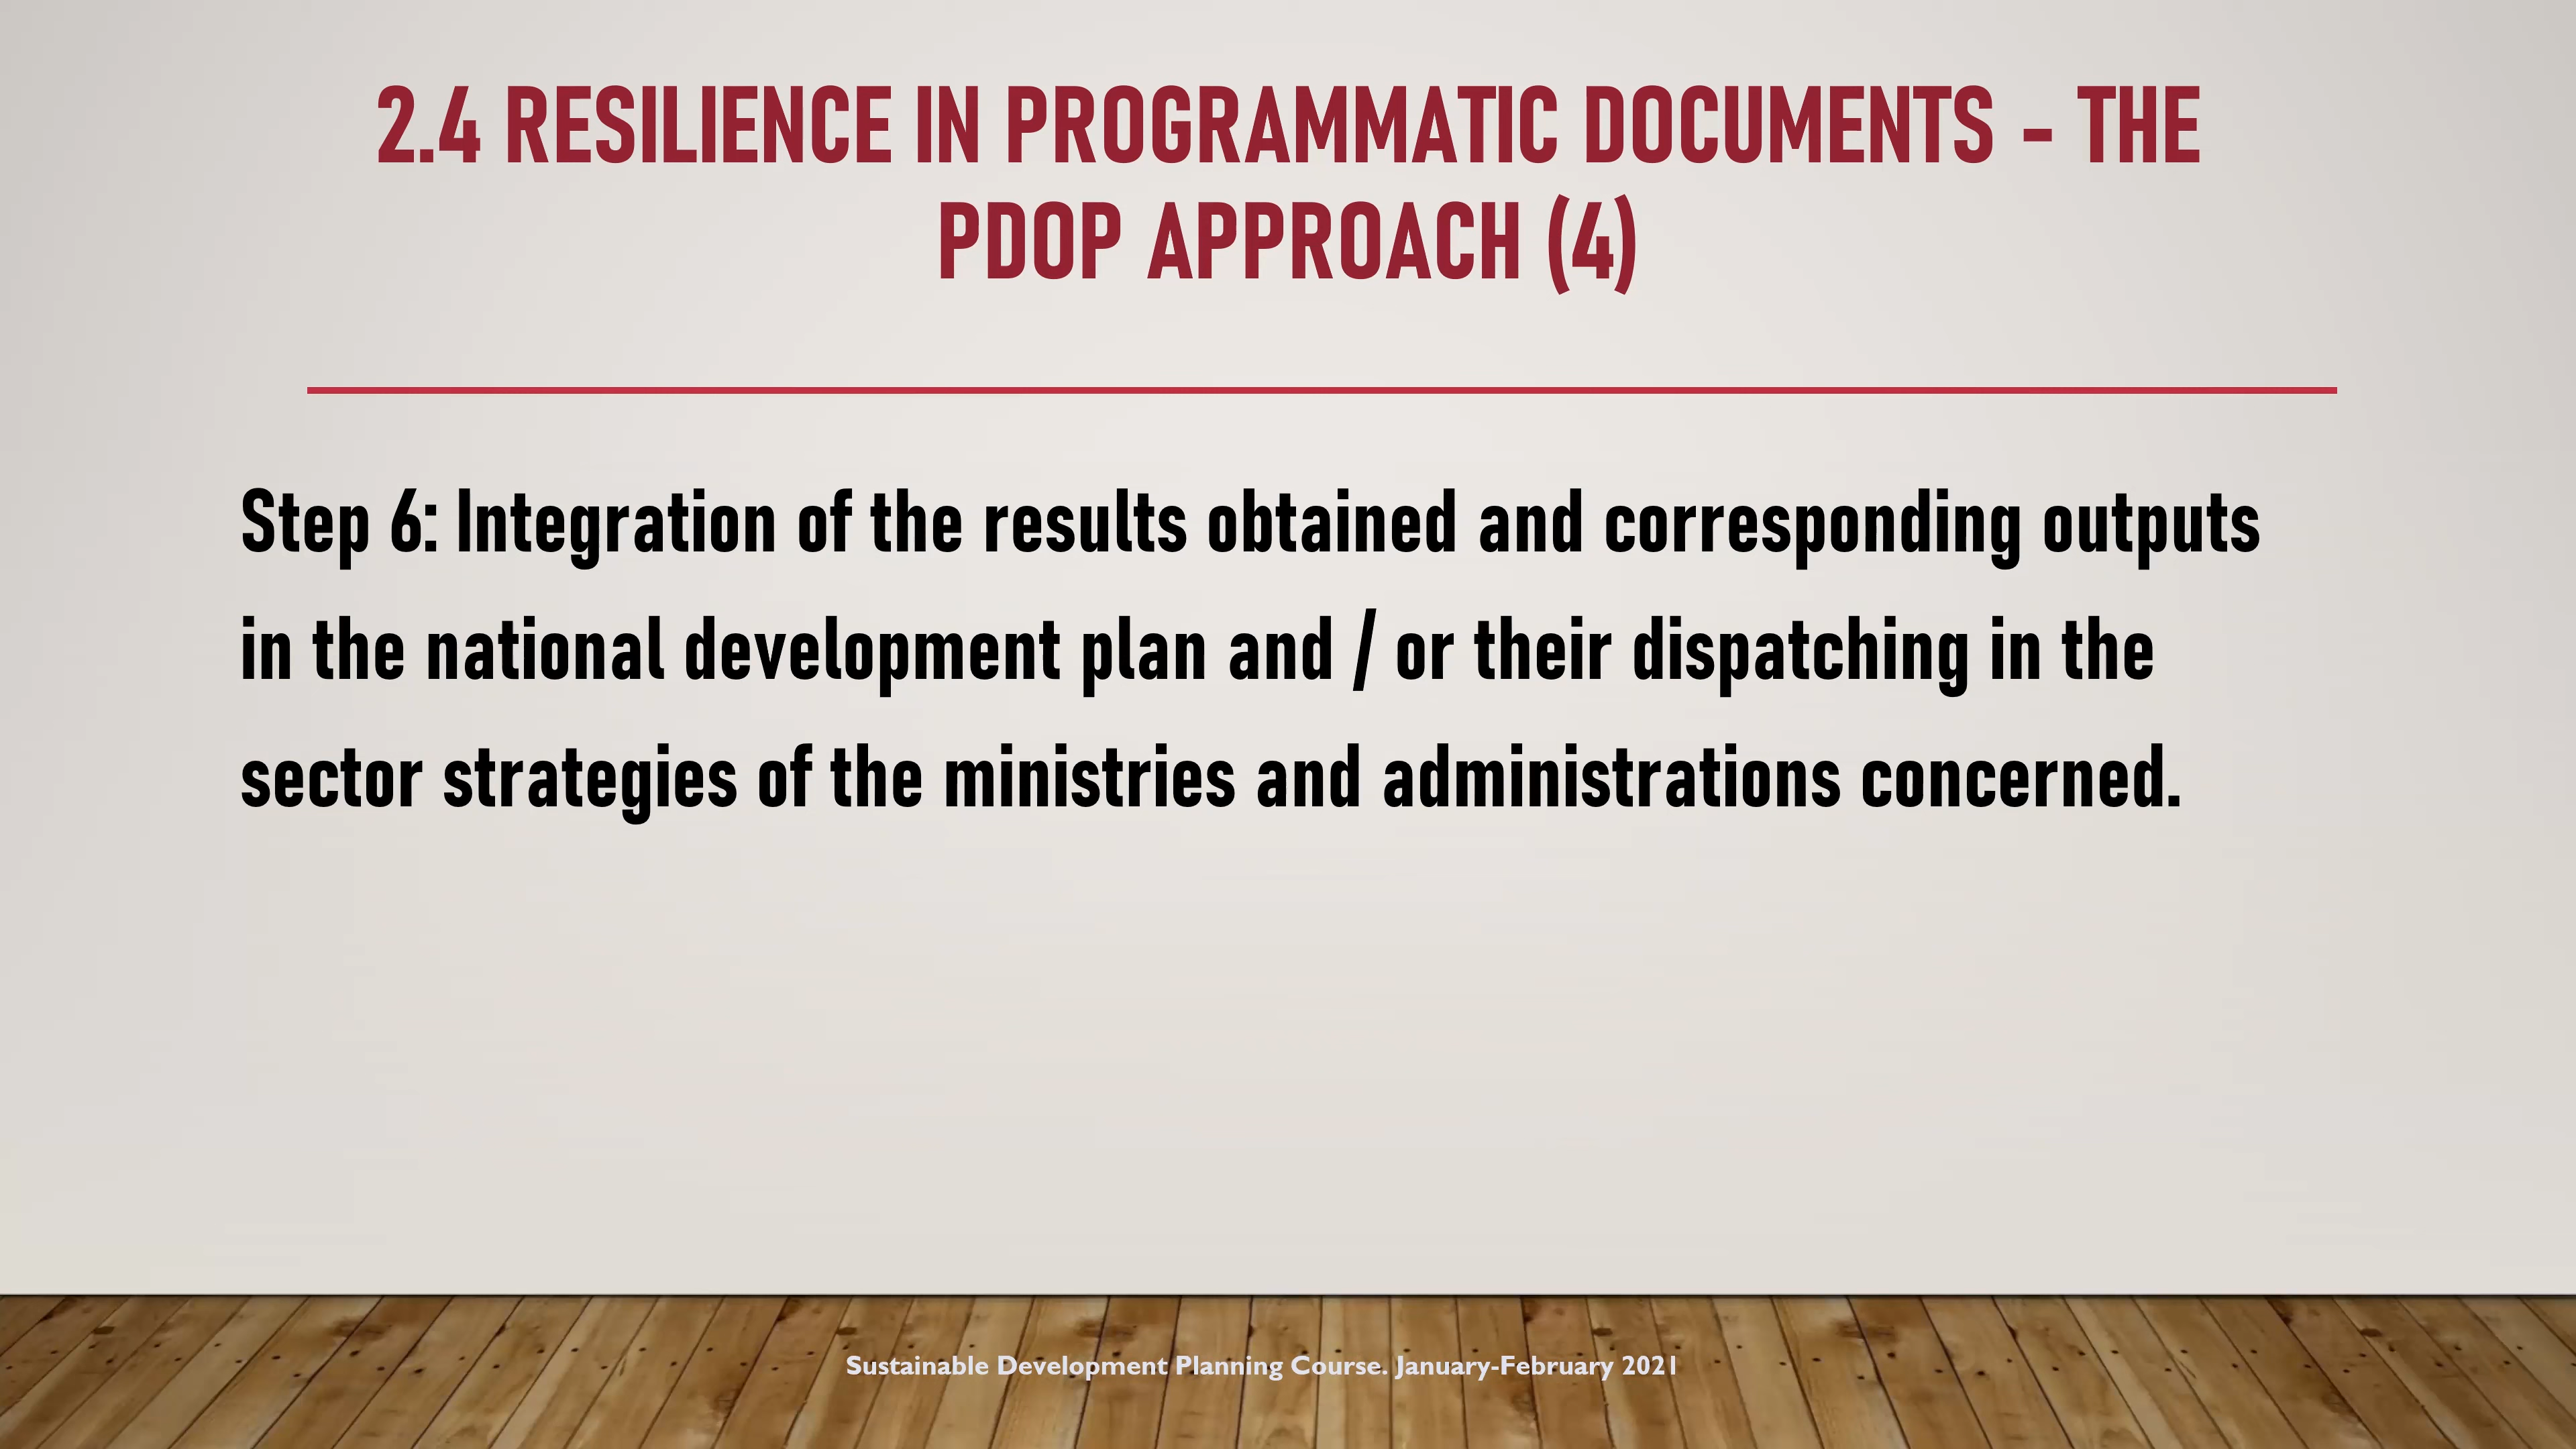 2.4 RESILIENCE IN PROGRAMMATIC DOCUMENTS - THE
PDOP APPROACH (4)
Step 6: Integration of the results obtained and corresponding outputs
in the national development plan and / or their dispatching in the
sector strategies of the ministries and administrations concerned.
Sustainable Development Planning Course. January-February 2021